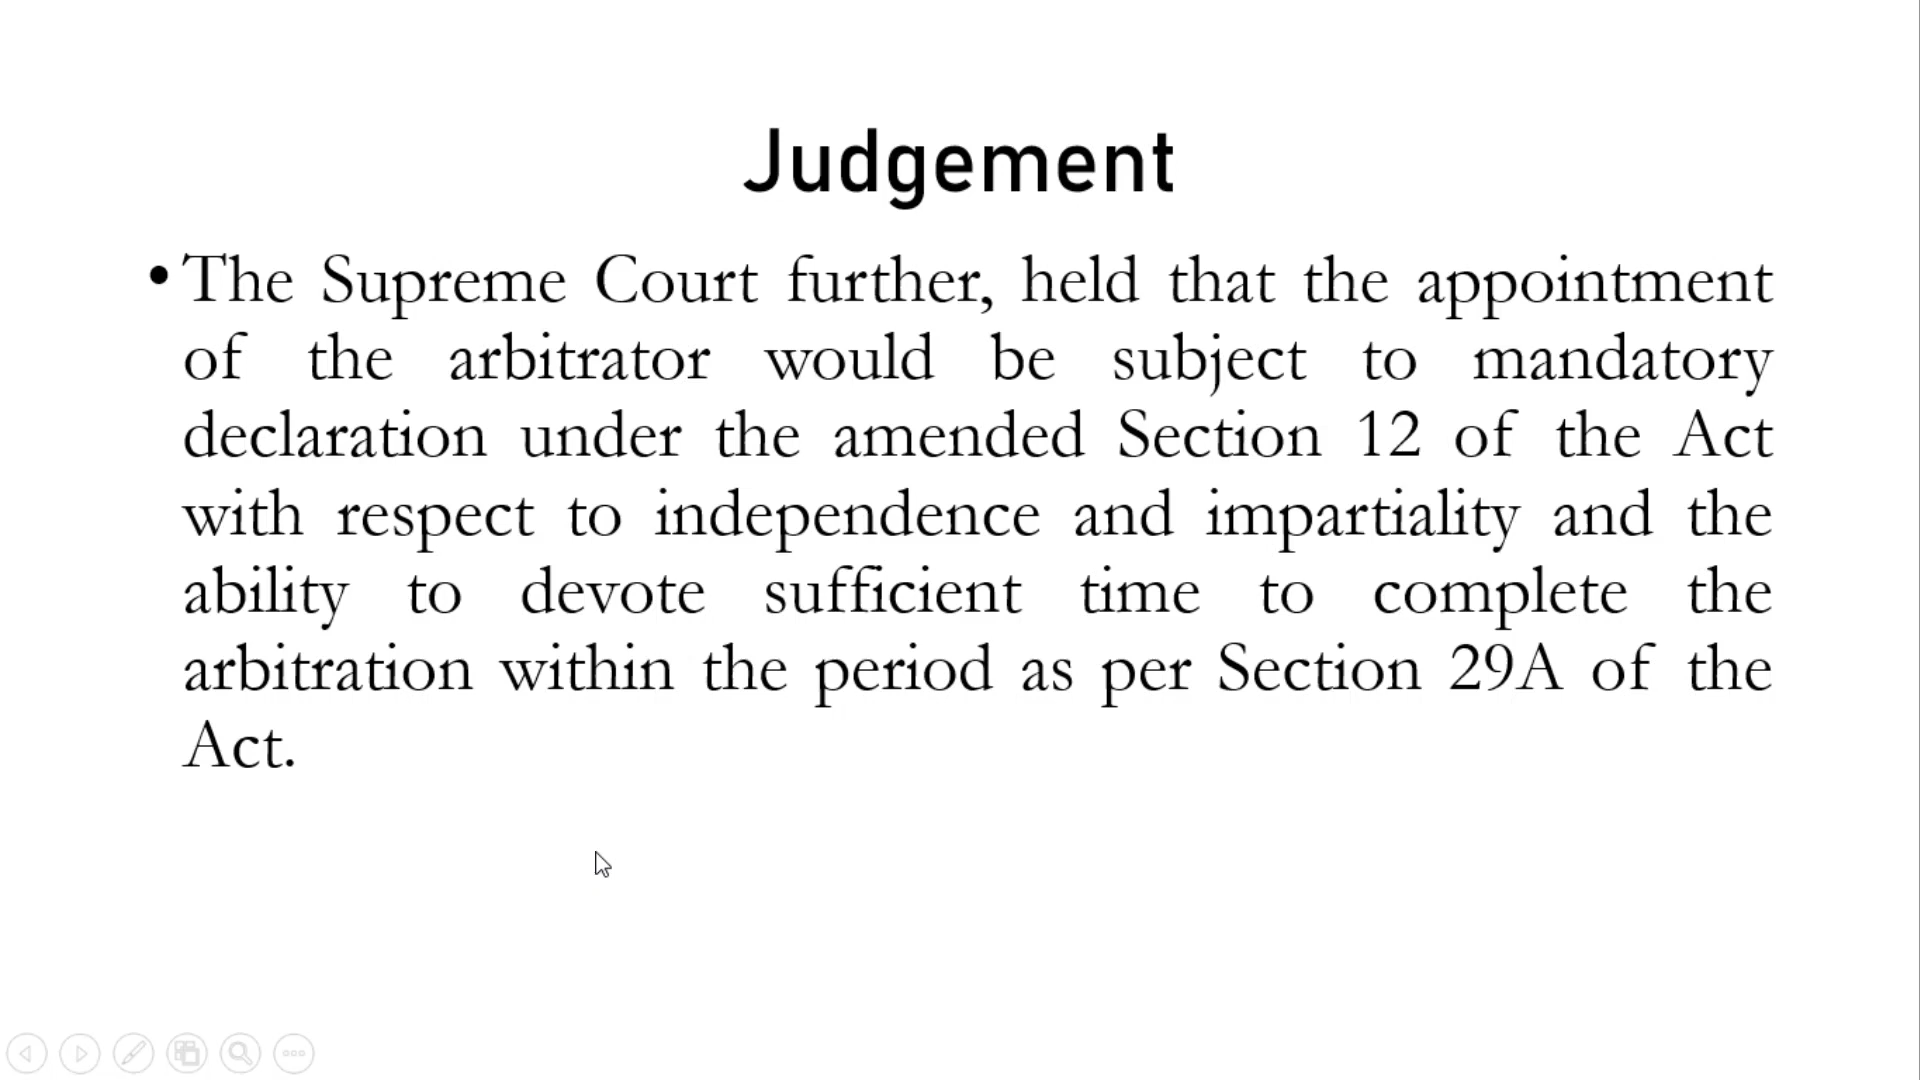 Judgement
• The Supreme Court further, held that the appointment
of the arbitrator would be subject to mandatory
declaration under the amended Section 12 of the Act
with respect to independence and impartiality and the
ability to devote sufficient time to complete the
arbitration within the period as per Section 29A of the
Act.